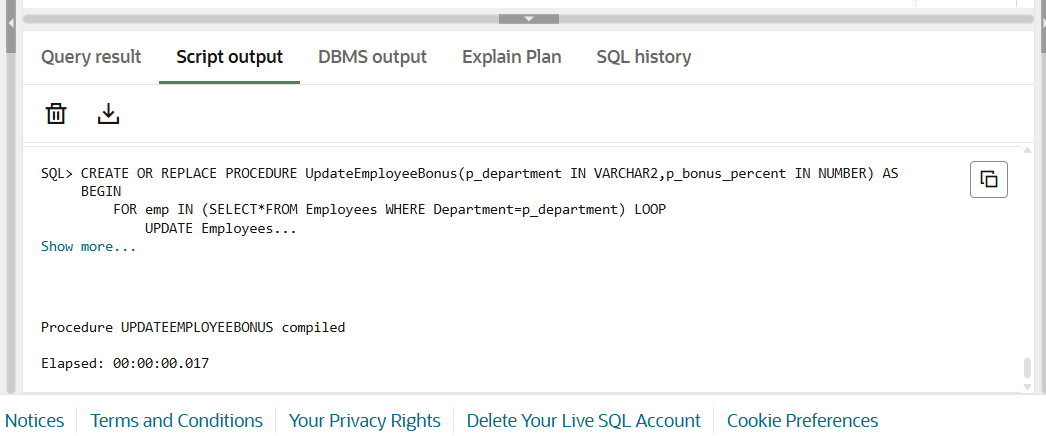 Query result Script output DBMS output Explain Plan SQL history
SQL> CREATE OR REPLACE PROCEDURE UpdateEmployeeBonus(p_department IN VARCHAR2,p_bonus_percent IN NUMBER) AS
BEGIN
FOR emp IN (SELECT*FROM Employees WHERE Department=p_department) LOOP
UPDATE Employees...
Show more...
Procedure UPDATEEMPLOYEEBONUS compiled
Elapsed: 00:00:00.017
Notices Terms and Conditions Your Privacy Rights Delete Your Live SQL Account Cookie Preferences